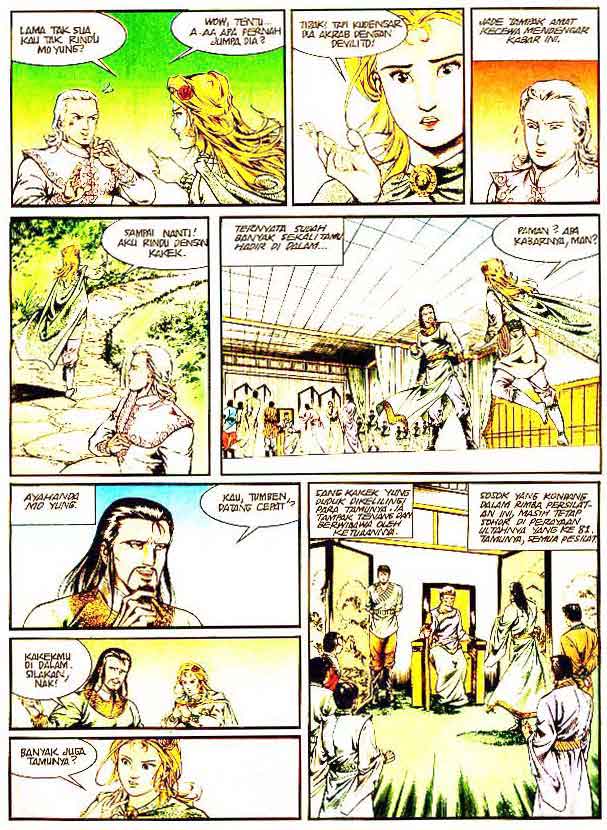 LAMA TAK SUA,
KAU TAK RINDU
MO YUNG?
WOW, TENTU...
A-AA APA PERNAH
JUMPA DIA?
TIDAK! TAPI KUDENGAR
DIA AKRAB DENGAN
DEVILITO!
JADE TAMPAK AMAT
KECEWA MENDENGAR
KABAR INI.
SAMPAI NANTI!
AKU RINDU DENGAN
KAKEK.
TERNYATA SUDAH
BANYAK SEKALI TAMU
HADIR DI DALAM...
PAMAN? APA
KABARNYA, MAN?
AYAHANDA
MO YUNG.
KAU, TUMBEN,
DATANG CEPAT?
KAKEKMU
DI DALAM.
SILAKAN,
NAK!
BANYAK JUGA
TAMUNYA?
SANG KAKEK YUNG
DUDUK DIKELILINGI
PARA TAMUNYA. IA
TAMPAK TENANG DAN
BERWIBAWA OLEH
KETUAANNYA.
SOSOK YANG KONDANG
DALAM RIMBA PERSILAT-
AN INI, MASIH TETAP
SOHOR DI PERAYAAN
ULTAHNYA YANG KE 81.
TAMUNYA, SEMUA PESILAT